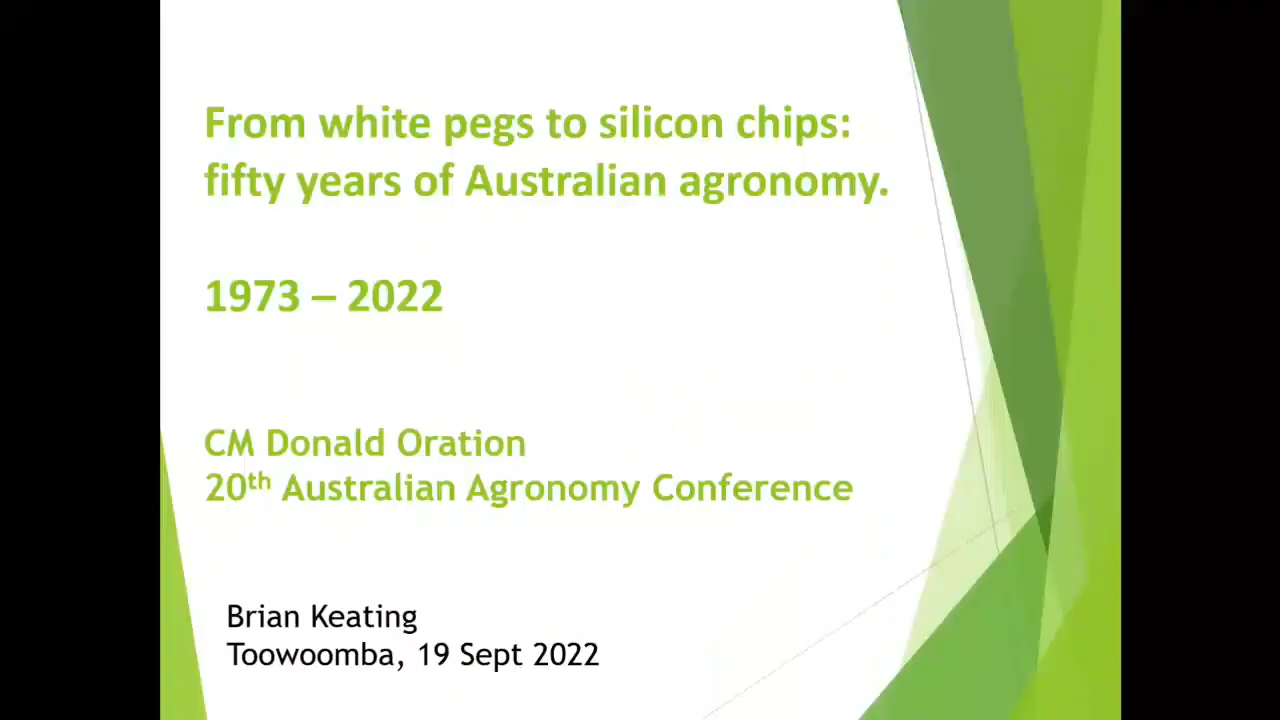 From white pegs to silicon chips:
fifty years of Australian agronomy.
1973 – 2022
CM Donald Oration
20th Australian Agronomy Conference
Brian Keating
Toowoomba, 19 Sept 2022